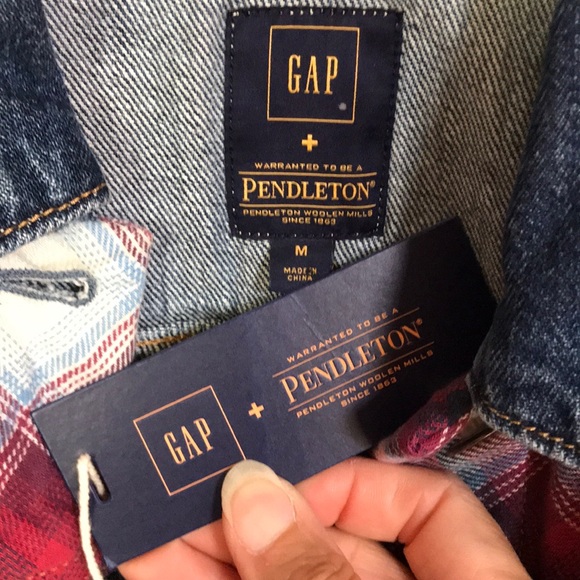 GAP
+
WARRANTED TO BE A
PENDLETON®
PENDLETON WOOLEN MILLS
SINCE 1863
M
MADE IN
CHINA
GAP
+
WARRANTED TO BE A
PENDLETON®
PENDLETON WOOLEN MILLS
SINCE 1863